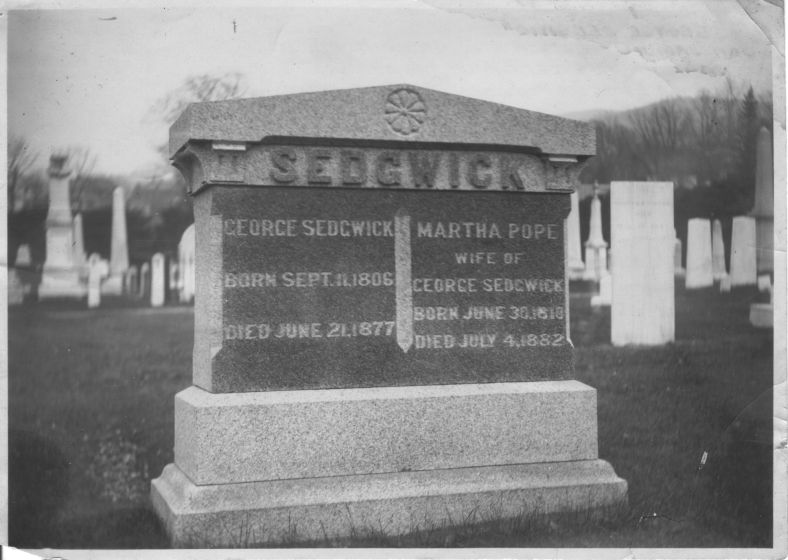 SEDGWICK
GEORGE SEDGWICK
BORN SEPT. 11, 1806
DIED JUNE 21, 1877
MARTHA POPE
WIFE OF
GEORGE SEDGWICK
BORN JUNE 30, 1810
DIED JULY 4, 1882